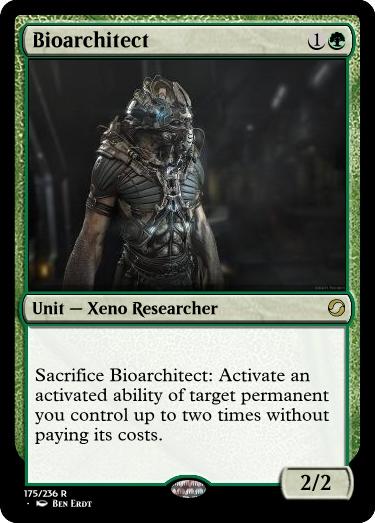 Bioarchitect 1
Unit — Xeno Researcher
Sacrifice Bioarchitect: Activate an
activated ability of target permanent
you control up to two times without
paying its costs.
2/2
175/236 R
· Ben Erdt